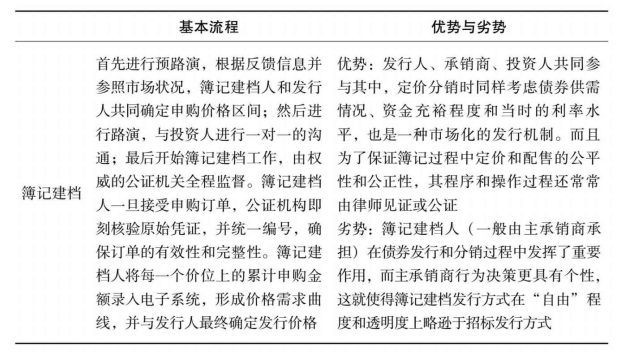 基本流程
优势与劣势
簿记建档
首先进行预路演，根据反馈信息并
参照市场状况，簿记建档人和发行
人共同确定申购价格区间；然后进
行路演，与投资人进行一对一的沟
通；最后开始簿记建档工作，由权
威的公证机关全程监督。簿记建档
人一旦接受申购订单，公证机构即
刻核验原始凭证，并统一编号，确
保订单的有效性和完整性。簿记建
档人将每一个价位上的累计申购金
额录入电子系统，形成价格需求曲
线，并与发行人最终确定发行价格
优势：发行人、承销商、投资人共同参
与其中，定价分销时同样考虑债券供需
情况、资金充裕程度和当时的利率水
平，也是一种市场化的发行机制。而且
为了保证簿记过程中定价和配售的公平
性和公正性，其程序和操作过程还常常
由律师见证或公证
劣势：簿记建档人（一般由主承销商承
担）在债券发行和分销过程中发挥了重要
作用，而主承销商行为决策更具有个性，
这就使得簿记建档发行方式在“自由”程
度和透明度上略逊于招标发行方式